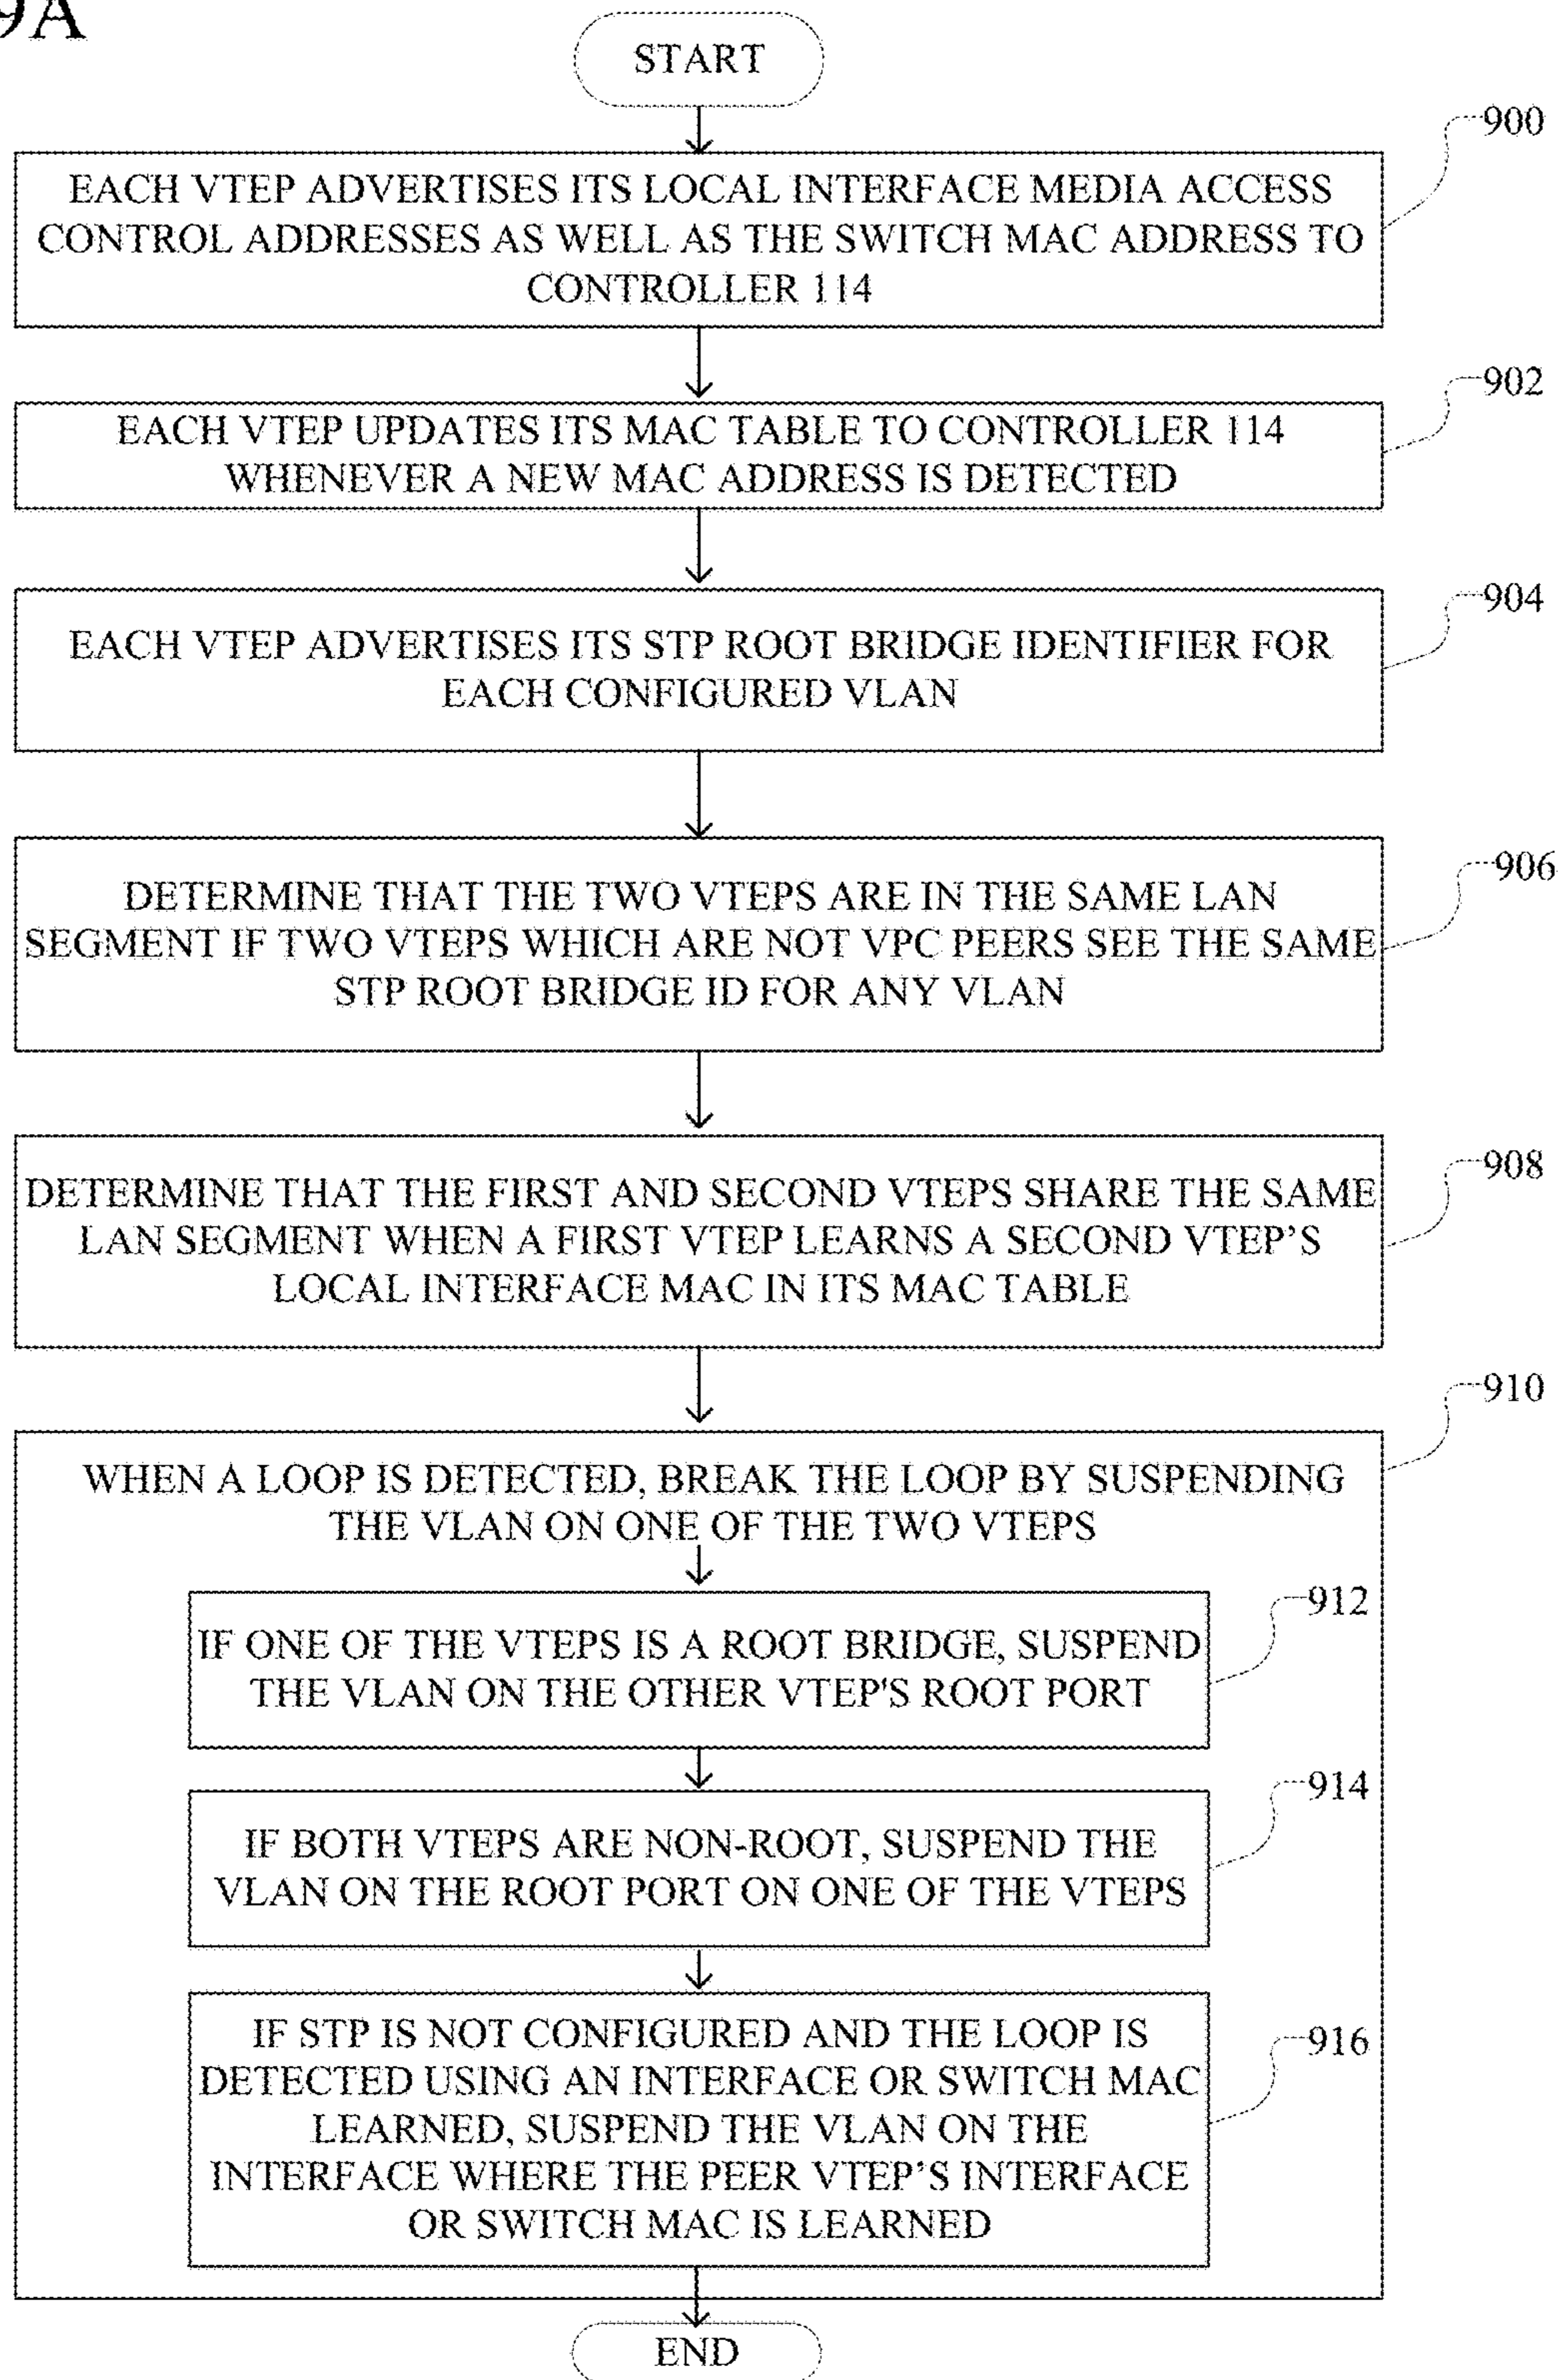 9A
START
900
EACH VTEP ADVERTISES ITS LOCAL INTERFACE MEDIA ACCESS
CONTROL ADDRESSES AS WELL AS THE SWITCH MAC ADDRESS TO
CONTROLLER 114
902
EACH VTEP UPDATES ITS MAC TABLE TO CONTROLLER 114
WHENEVER A NEW MAC ADDRESS IS DETECTED
904
EACH VTEP ADVERTISES ITS STP ROOT BRIDGE IDENTIFIER FOR
EACH CONFIGURED VLAN
906
DETERMINE THAT THE TWO VTEPS ARE IN THE SAME LAN
SEGMENT IF TWO VTEPS WHICH ARE NOT VPC PEERS SEE THE SAME
STP ROOT BRIDGE ID FOR ANY VLAN
908
DETERMINE THAT THE FIRST AND SECOND VTEPS SHARE THE SAME
LAN SEGMENT WHEN A FIRST VTEP LEARNS A SECOND VTEP'S
LOCAL INTERFACE MAC IN ITS MAC TABLE
910
WHEN A LOOP IS DETECTED, BREAK THE LOOP BY SUSPENDING
THE VLAN ON ONE OF THE TWO VTEPS
912
IF ONE OF THE VTEPS IS A ROOT BRIDGE, SUSPEND
THE VLAN ON THE OTHER VTEP'S ROOT PORT
914
IF BOTH VTEPS ARE NON-ROOT, SUSPEND THE
VLAN ON THE ROOT PORT ON ONE OF THE VTEPS
916
IF STP IS NOT CONFIGURED AND THE LOOP IS
DETECTED USING AN INTERFACE OR SWITCH MAC
LEARNED, SUSPEND THE VLAN ON THE
INTERFACE WHERE THE PEER VTEP'S INTERFACE
OR SWITCH MAC IS LEARNED
END